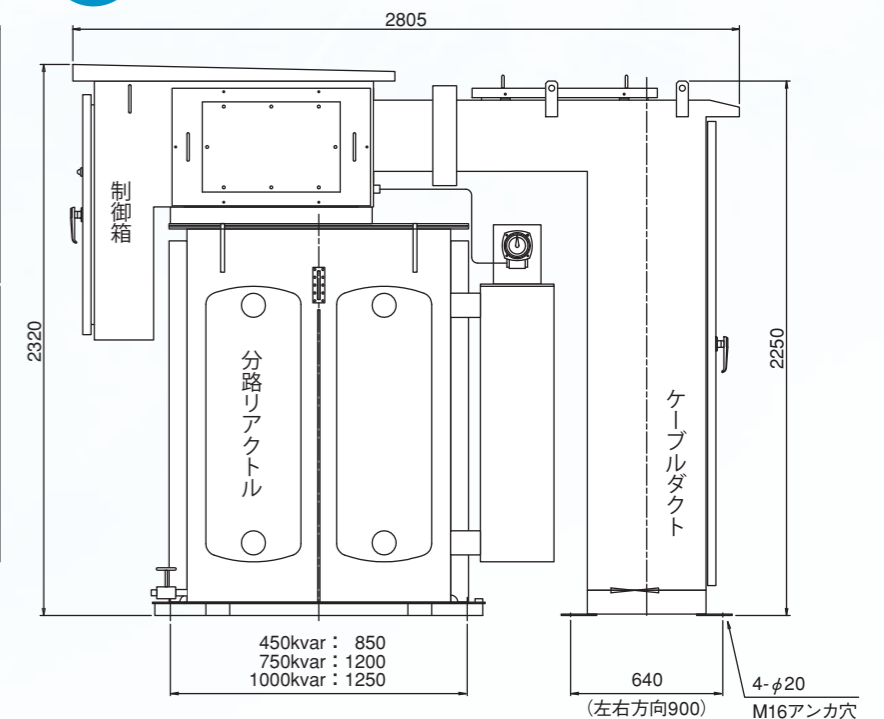 2805
制御箱
2320
2250
分路リアクトル
ケーブルダクト
450kvar： 850
750kvar：1200
1000kvar：1250
640
（左右方向900）
4-φ20
M16アンカ穴